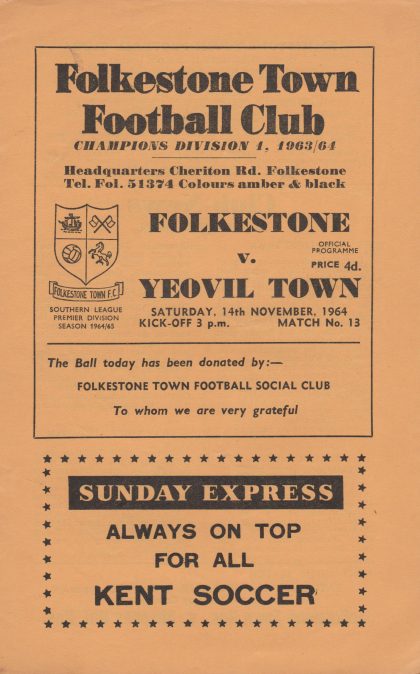 Folkestone Town
Football Club
CHAMPIONS DIVISION 1, 1963/64
Headquarters Cheriton Rd. Folkestone
Tel. Fol. 51374 Colours amber & black
FOLKESTONE
OFFICIAL
PROGRAMME
v.
PRICE 4d.
YEOVIL TOWN
FOLKESTONE TOWN F.C.
SOUTHERN LEAGUE
PREMIER DIVISION
SEASON 1964/65
SATURDAY, 14th NOVEMBER, 1964
KICK-OFF 3 p.m. MATCH No. 13
The Ball today has been donated by:—
FOLKESTONE TOWN FOOTBALL SOCIAL CLUB
To whom we are very grateful
SUNDAY EXPRESS
ALWAYS ON TOP
FOR ALL
KENT SOCCER